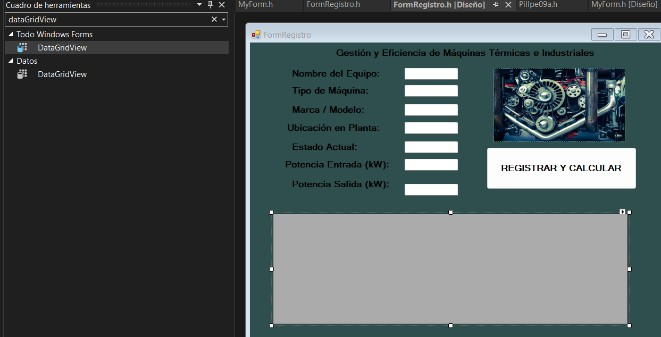 Cuadro de herramientas
MyForm.h FormRegistro.h FormRegistro.h [Diseño] Pillpe09a.h MyForm.h [Diseño]
dataGridView
Todo Windows Forms
DataGridView
Datos
DataGridView
FormRegistro
Gestión y Eficiencia de Máquinas Térmicas e Industriales
Nombre del Equipo:
Tipo de Máquina:
Marca / Modelo:
Ubicación en Planta:
Estado Actual:
Potencia Entrada (kW):
Potencia Salida (kW):
REGISTRAR Y CALCULAR